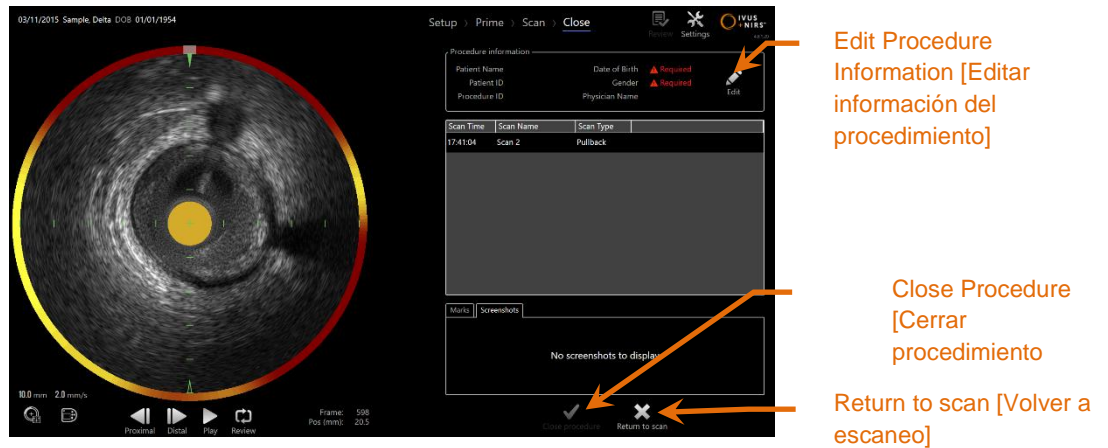 03/11/2015 Sample, Delta DOB 01/01/1954
Setup › Prime › Scan › Close
Review
Settings
IVUS
+NIRS
Procedure information
Patient Name
Date of Birth
Required
Patient ID
Gender
Required
Procedure ID
Physician Name
Edit
Scan Time
Scan Name
Scan Type
17:41:04
Scan 2
Pullback
Marks
Screenshots
No screenshots to display
10.0 mm 2.0 mm/s
Proximal
Distal
Play
Review
Frame: 598
Pos (mm): 20.5
Close procedure
Return to scan
Edit Procedure
Information [Editar
información del
procedimiento]
Close Procedure
[Cerrar
procedimiento
Return to scan [Volver a
escaneo]